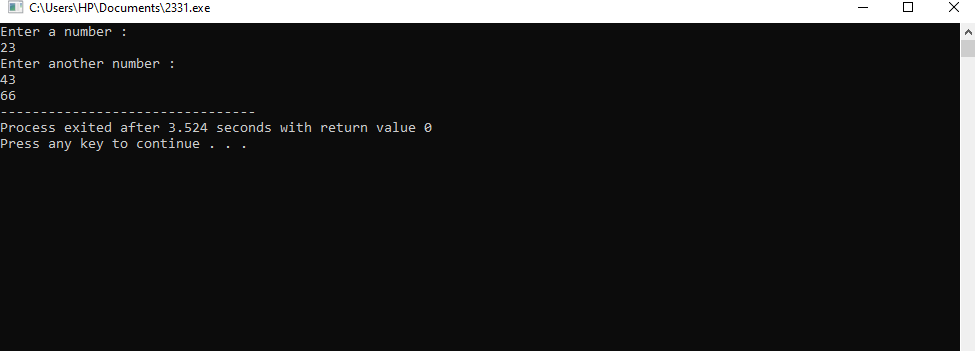 C:\Users\HP\Documents\2331.exe
Enter a number :
23
Enter another number :
43
66
--------------------------------
Process exited after 3.524 seconds with return value 0
Press any key to continue . . .